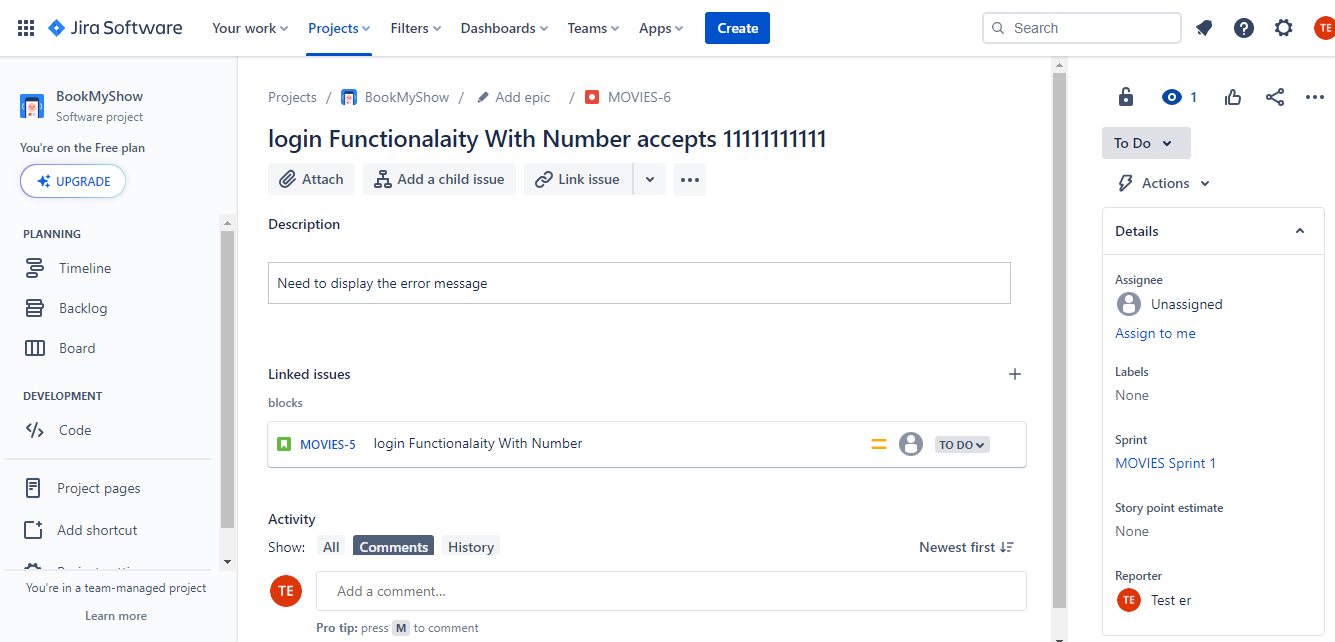 Jira Software Your work Projects Filters Dashboards Teams Apps Create Search TE
BookMyShow
Software project
You're on the Free plan
UPGRADE
PLANNING
Timeline
Backlog
Board
DEVELOPMENT
Code
Project pages
Add shortcut
You're in a team-managed project
Learn more
Projects / BookMyShow / Add epic / MOVIES-6
login Functionalaity With Number accepts 11111111111
Attach Add a child issue Link issue
Description
Need to display the error message
Linked issues
blocks
MOVIES-5 login Functionalaity With Number TO DO
Activity
Show: All Comments History Newest first
TE Add a comment...
Pro tip: press M to comment
1
To Do
Actions
Details
Assignee
Unassigned
Assign to me
Labels
None
Sprint
MOVIES Sprint 1
Story point estimate
None
Reporter
TE Test er